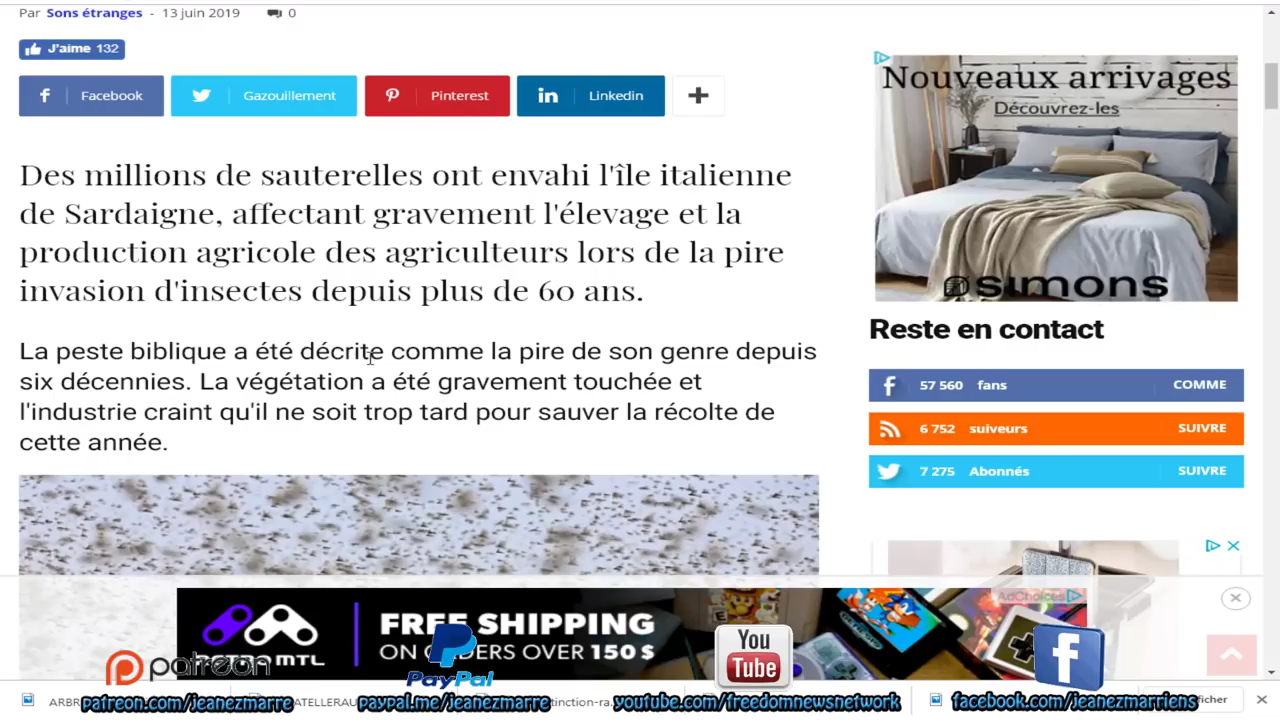 Par Sons étranges - 13 juin 2019 0
J'aime 132
Facebook
Gazouillement
Pinterest
Linkedin
Des millions de sauterelles ont envahi l'île italienne
de Sardaigne, affectant gravement l'élevage et la
production agricole des agriculteurs lors de la pire
invasion d'insectes depuis plus de 60 ans.
La peste biblique a été décrite comme la pire de son genre depuis
six décennies. La végétation a été gravement touchée et
l'industrie craint qu'il ne soit trop tard pour sauver la récolte de
cette année.
Nouveaux arrivages
Découvrez-les
simons
Reste en contact
57 560 fans COMME
6 752 suiveurs SUIVRE
7 275 Abonnés SUIVRE
AdChoices
RETRO MTL
FREE SHIPPING
ON ORDERS OVER 150 $
patreon
PayPal
You
Tube
f
patreon.com/jeanezmarre
paypal.me/jeanezmarre
youtube.com/freedomnewsnetwork
facebook.com/jeanezmarriens